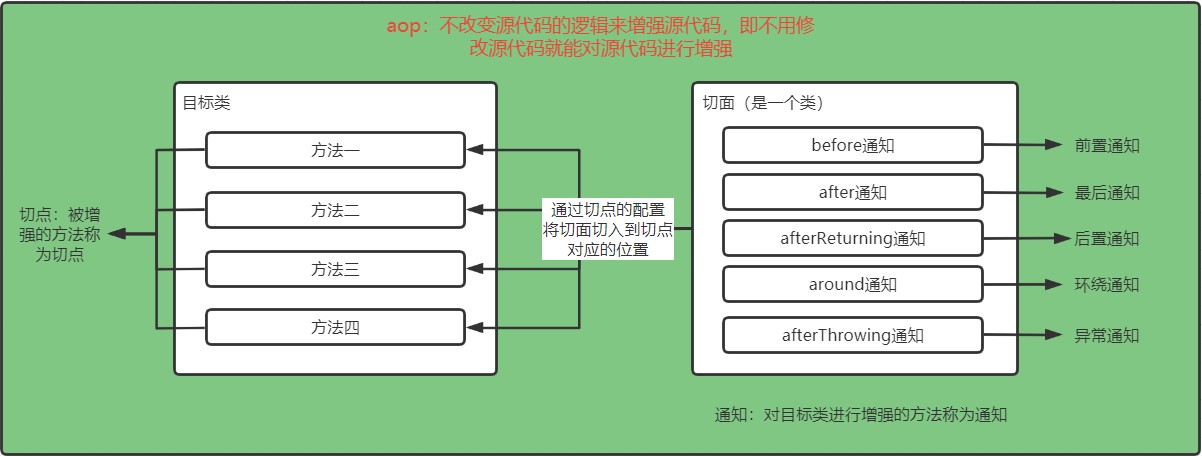 aop：不改变源代码的逻辑来增强源代码，即不用修
改源代码就能对源代码进行增强
目标类
方法一
方法二
方法三
方法四
切点：被增
强的方法称
为切点
通过切点的配置
将切面切入到切点
对应的位置
切面（是一个类）
before通知
前置通知
after通知
最后通知
afterReturning通知
后置通知
around通知
环绕通知
afterThrowing通知
异常通知
通知：对目标类进行增强的方法称为通知